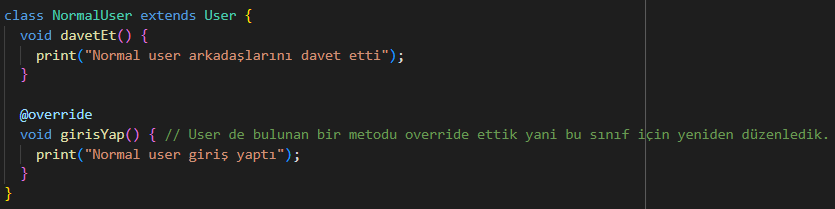 class NormalUser extends User {
void davetEt() {
print("Normal user arkadaşlarını davet etti");
}
@override
void girisYap() { // User de bulunan bir metodu override ettik yani bu sınıf için yeniden düzenledik.
print("Normal user giriş yaptı");
}
}